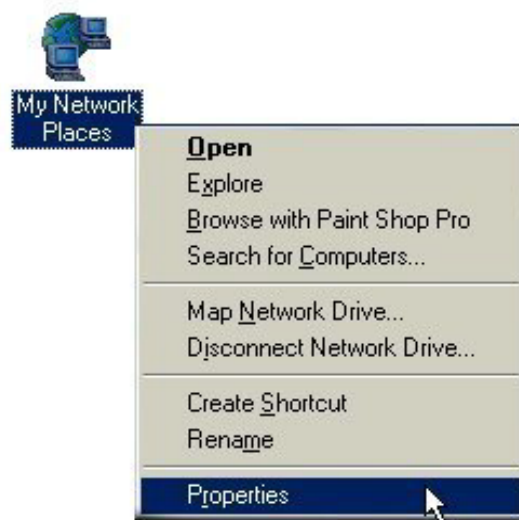 My Network
Places
Open
Explore
Browse with Paint Shop Pro
Search for Computers...
Map Network Drive...
Disconnect Network Drive...
Create Shortcut
Rename
Properties